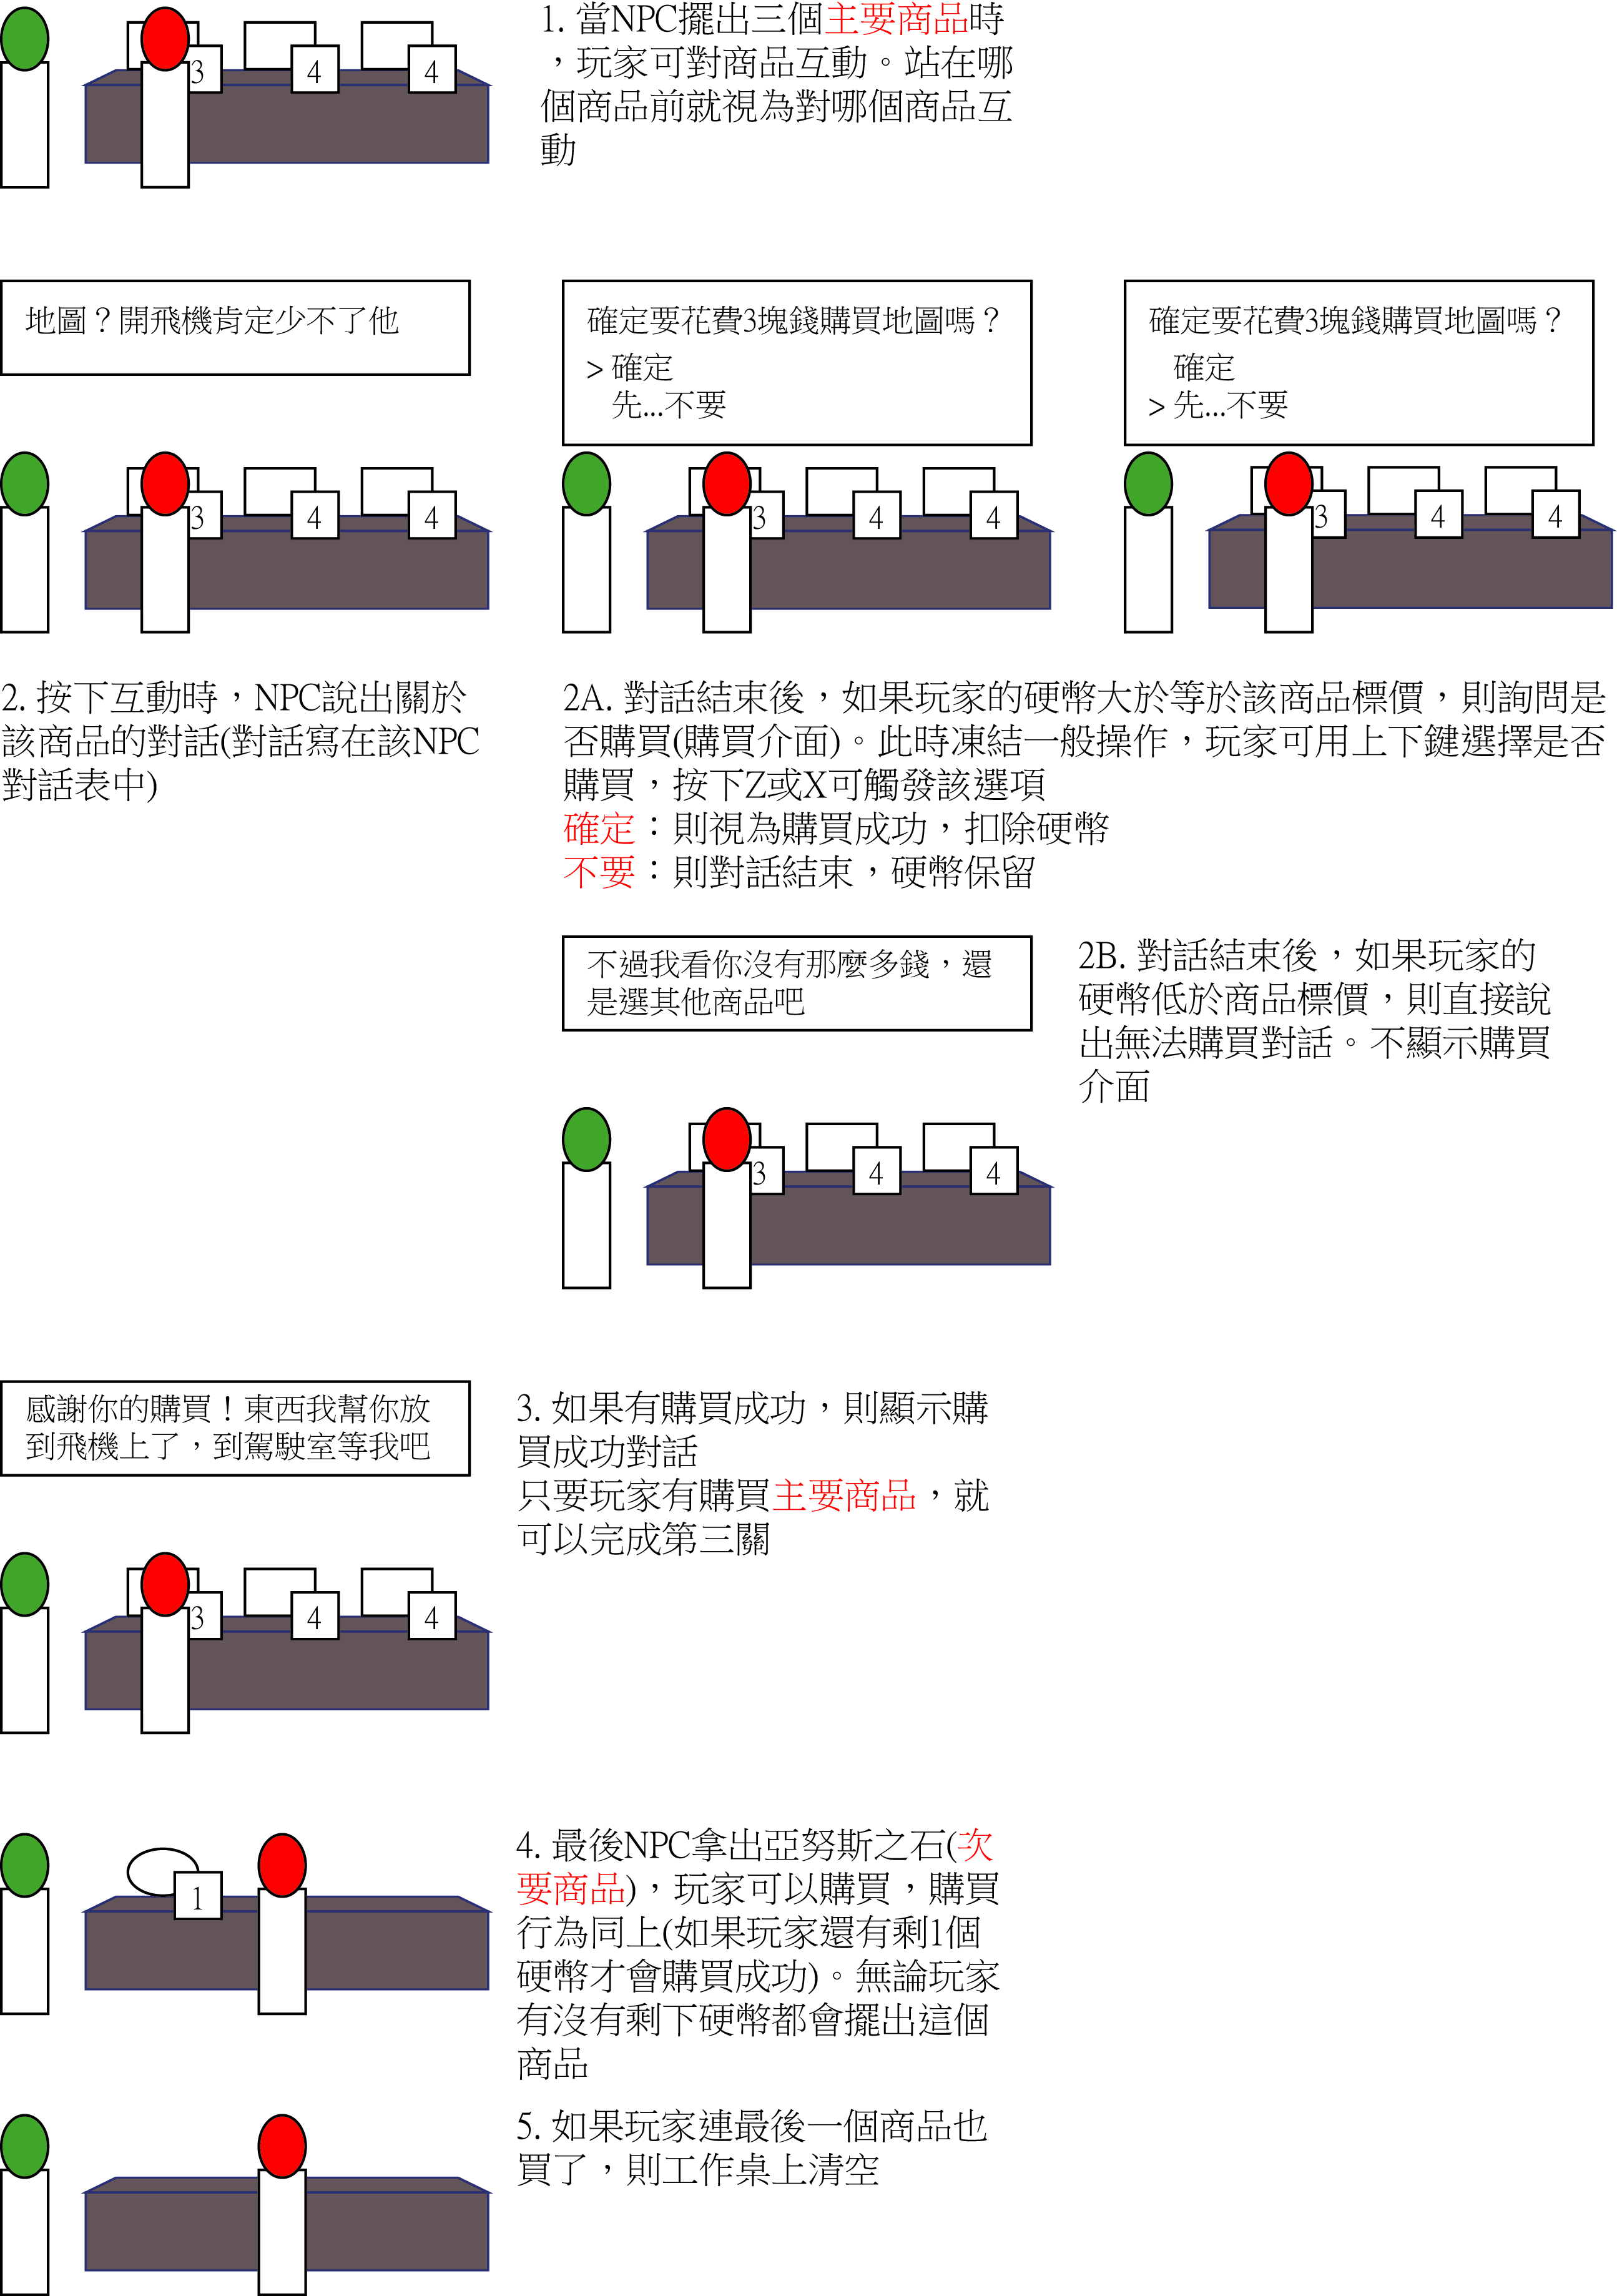 3
4
4
1. 當NPC擺出三個主要商品時
，玩家可對商品互動。站在哪
個商品前就視為對哪個商品互
動
地圖？開飛機肯定少不了他
3
4
4
2. 按下互動時，NPC說出關於
該商品的對話(對話寫在該NPC
對話表中)
確定要花費3塊錢購買地圖嗎？
> 確定
先...不要
3
4
4
確定要花費3塊錢購買地圖嗎？
確定
> 先...不要
3
4
4
2A. 對話結束後，如果玩家的硬幣大於等於該商品標價，則詢問是
否購買(購買介面)。此時凍結一般操作，玩家可用上下鍵選擇是否
購買，按下Z或X可觸發該選項
確定：則視為購買成功，扣除硬幣
不要：則對話結束，硬幣保留
不過我看你沒有那麼多錢，還
是選其他商品吧
3
4
4
2B. 對話結束後，如果玩家的
硬幣低於商品標價，則直接說
出無法購買對話。不顯示購買
介面
感謝你的購買！東西我幫你放
到飛機上了，到駕駛室等我吧
3
4
4
3. 如果有購買成功，則顯示購
買成功對話
只要玩家有購買主要商品，就
可以完成第三關
1
4. 最後NPC拿出亞努斯之石(次
要商品)，玩家可以購買，購買
行為同上(如果玩家還有剩1個
硬幣才會購買成功)。無論玩家
有沒有剩下硬幣都會擺出這個
商品
5. 如果玩家連最後一個商品也
買了，則工作桌上清空